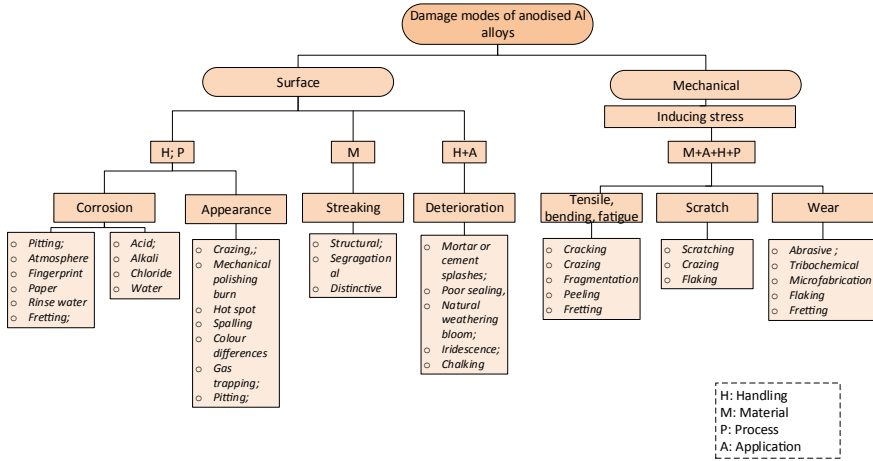 Damage modes of anodised Al
alloys
Surface
Mechanical
Inducing stress
H; P
M
H+A
M+A+H+P
Corrosion
Appearance
Streaking
Deterioration
Tensile,
bending, fatigue
Scratch
Wear
o Pitting;
o Atmosphere
o Fingerprint
o Paper
o Rinse water
o Fretting;
o Acid;
o Alkali
o Chloride
o Water
o Crazing,;
o Mechanical
polishing
burn
o Hot spot
o Spalling
o Colour
differences
o Gas
trapping;
o Pitting;
o Structural;
o Segragation
al
o Distinctive
o Mortar or
cement
splashes;
o Poor sealing,
o Natural
weathering
bloom;
o Iridescence;
o Chalking
o Cracking
o Crazing
o Fragmentation
o Peeling
o Fretting
o Scratching
o Crazing
o Flaking
o Abrasive ;
o Tribochemical
o Microfabrication
o Flaking
o Fretting
H: Handling
M: Material
P: Process
A: Application